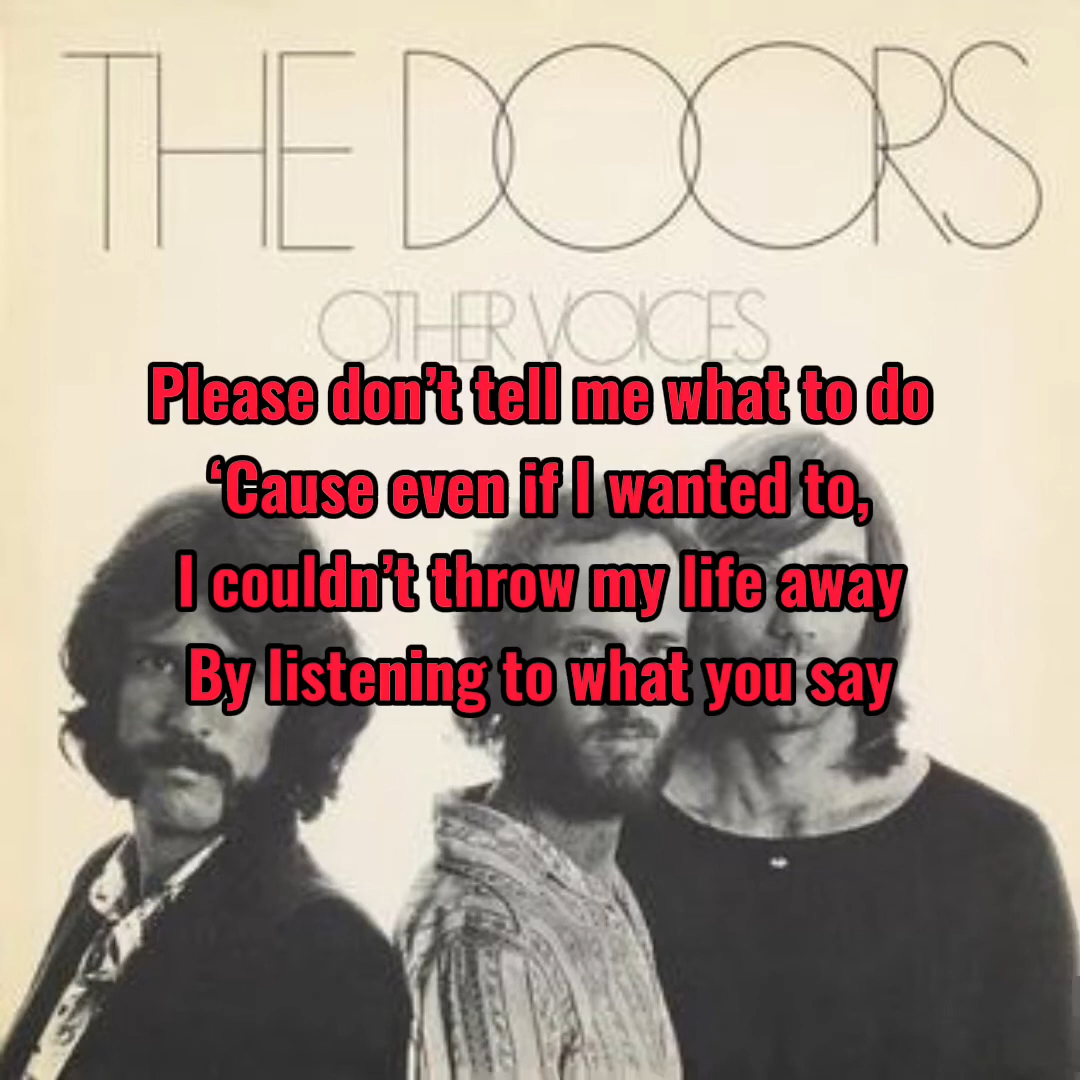 THE DOORS
OTHER VOICES
Please don’t tell me what to do
‘Cause even if I wanted to,
I couldn’t throw my life away
By listening to what you say